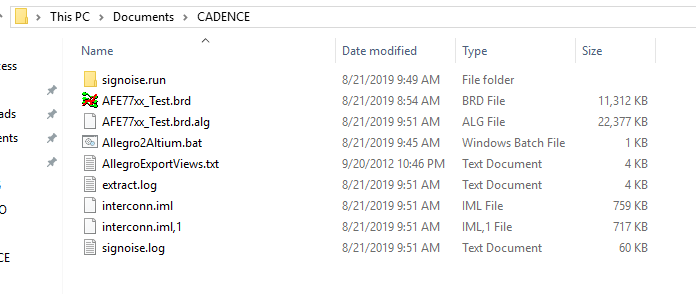 This PC > Documents > CADENCE
Name Date modified Type Size
signoise.run 8/21/2019 9:49 AM File folder
AFE77xx_Test.brd 8/21/2019 8:54 AM BRD File 11,312 KB
AFE77xx_Test.brd.alg 8/21/2019 9:51 AM ALG File 22,377 KB
Allegro2Altium.bat 8/21/2019 9:45 AM Windows Batch File 1 KB
AllegroExportViews.txt 9/20/2012 10:46 PM Text Document 4 KB
extract.log 8/21/2019 9:51 AM Text Document 4 KB
interconn.iml 8/21/2019 9:51 AM IML File 759 KB
interconn.iml,1 8/21/2019 9:51 AM IML,1 File 717 KB
signoise.log 8/21/2019 9:51 AM Text Document 60 KB
cess
ads
ents
O
CE